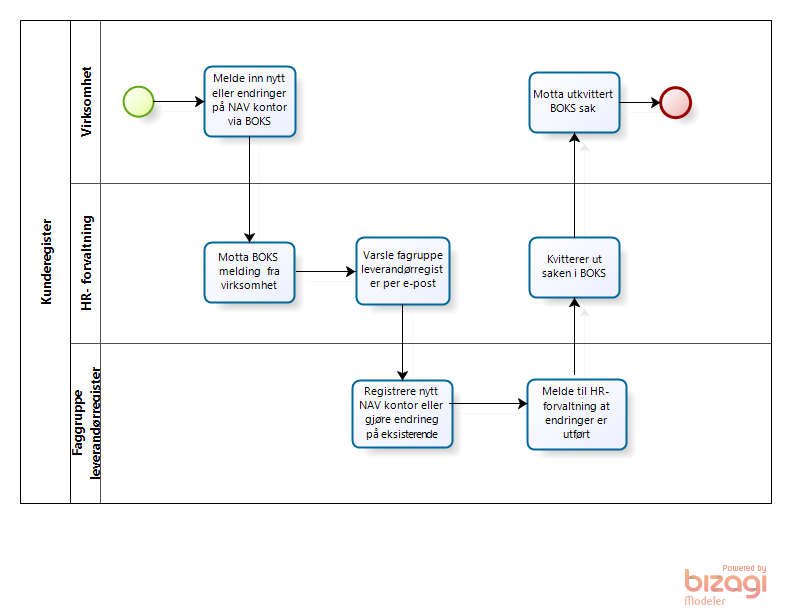 Kunderegister
Virksomhet
Melde inn nytt
eller endringer
på NAV kontor
via BOKS
Motta utkvittert
BOKS sak
HR- forvaltning
Motta BOKS
melding fra
virksomhet
Varsle fagruppe
leverandørregist
er per e-post
Kvitterer ut
saken i BOKS
Faggruppe
leverandørregister
Registrere nytt
NAV kontor eller
gjøre endrineg
på eksisterende
Melde til HR-
forvaltning at
endringer er
utført
Powered by
bizagi
Modeler